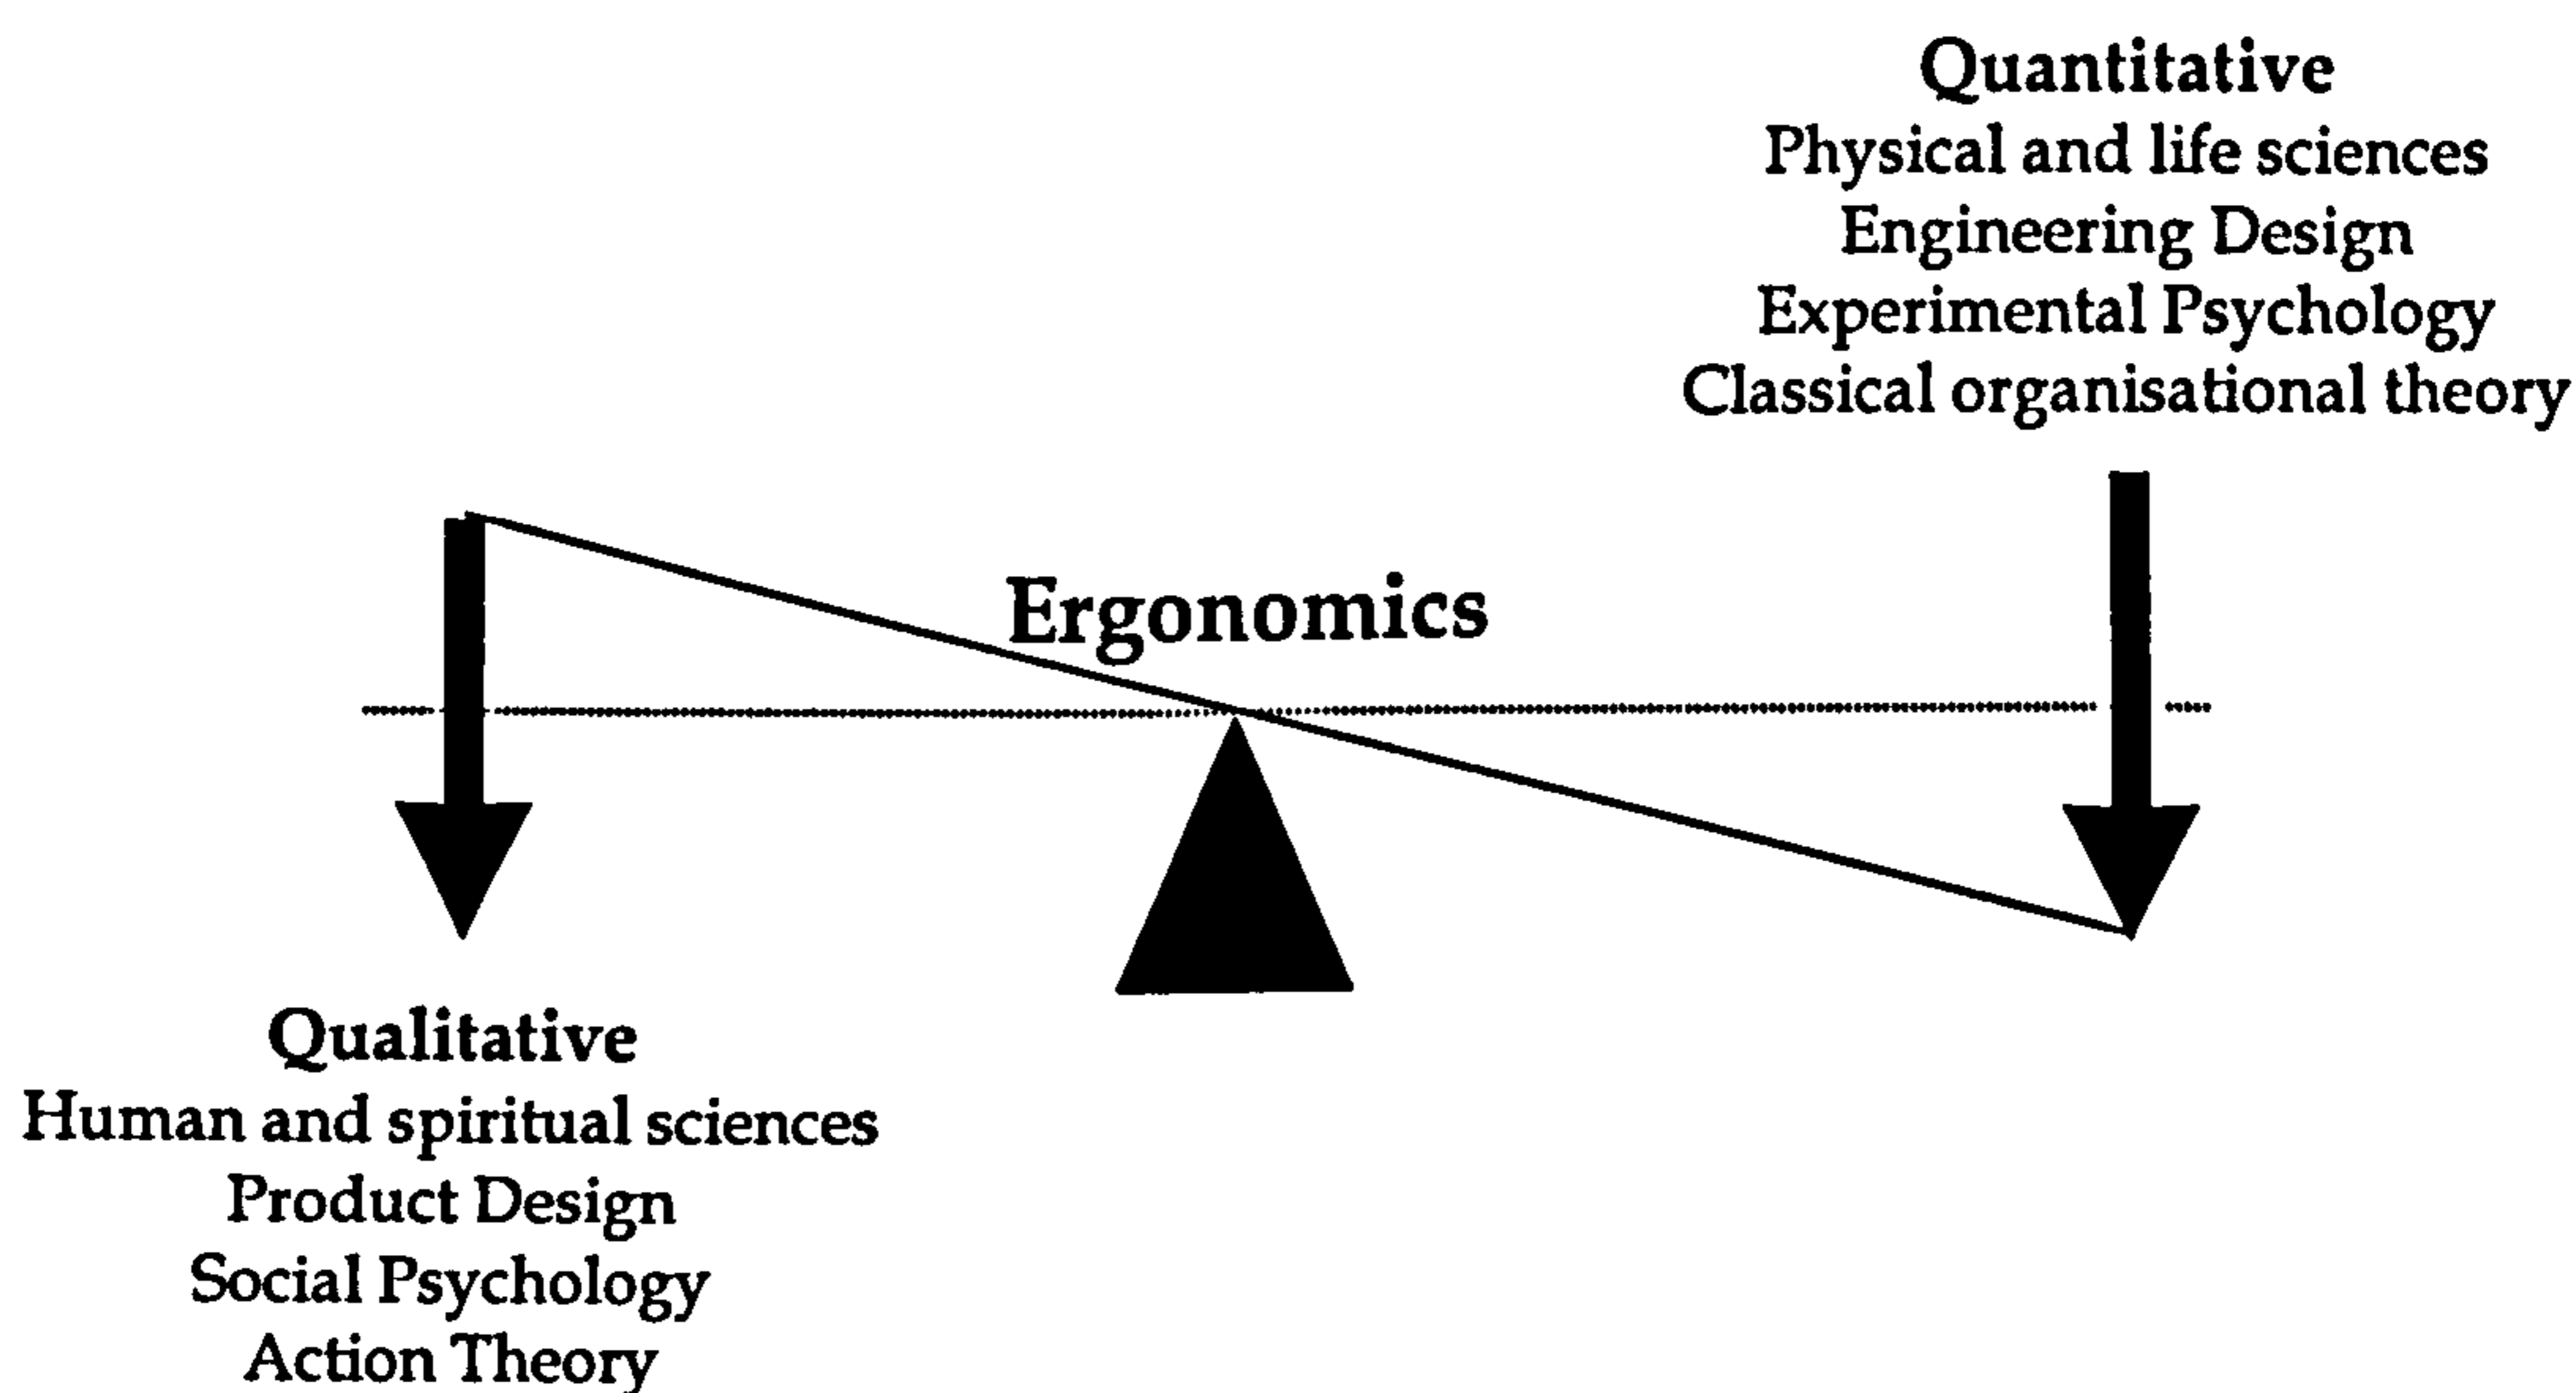 Quantitative
Physical and life sciences
Engineering Design
Experimental Psychology
Classical organisational theory
Ergonomics
Qualitative
Human and spiritual sciences
Product Design
Social Psychology
Action Theory